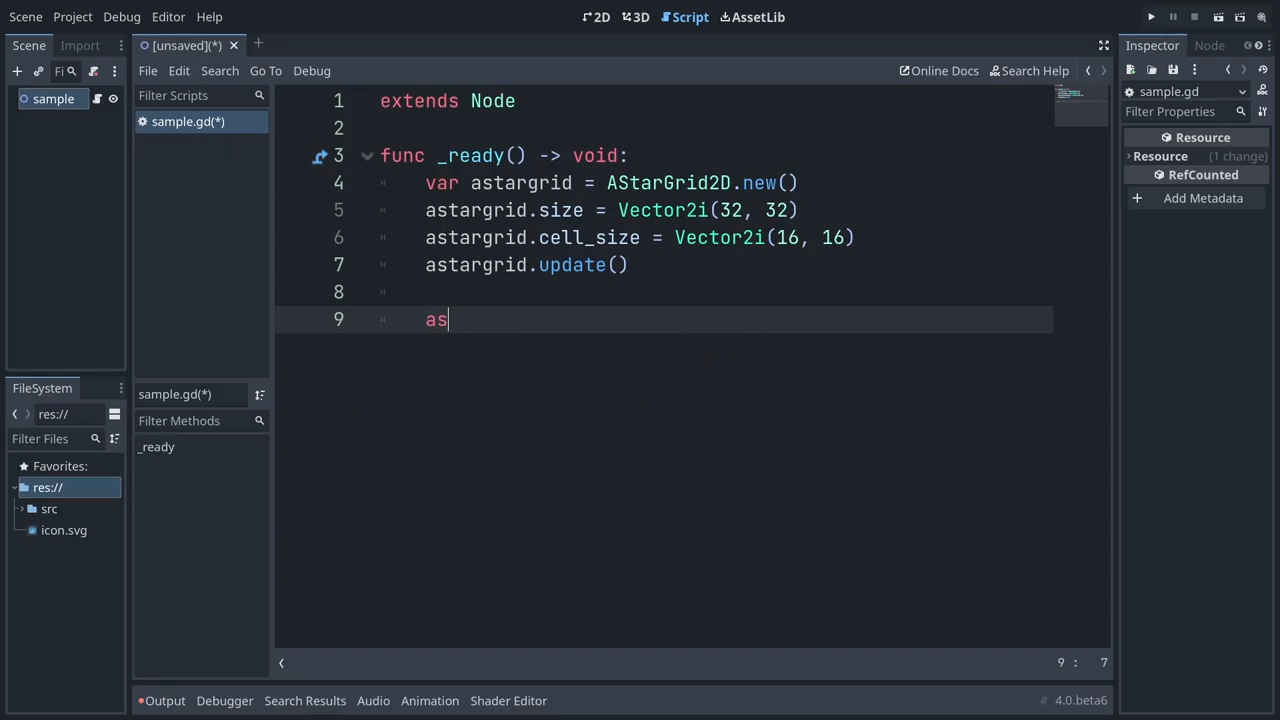 Scene Project Debug Editor Help
2D 3D Script AssetLib
Scene Import
[unsaved](*)
Inspector Node
Fi
File Edit Search Go To Debug
Online Docs Search Help
sample
Filter Scripts
sample.gd(*)
sample.gd
Filter Properties
Resource
Resource (1 change)
RefCounted
Add Metadata
1 extends Node
2
3 func _ready() -> void:
4 var astargrid = AStarGrid2D.new()
5 astargrid.size = Vector2i(32, 32)
6 astargrid.cell_size = Vector2i(16, 16)
7 astargrid.update()
8
9 as
FileSystem
res://
Filter Files
Favorites:
res://
src
icon.svg
sample.gd(*)
Filter Methods
_ready
9 : 7
Output Debugger Search Results Audio Animation Shader Editor
4.0.beta6